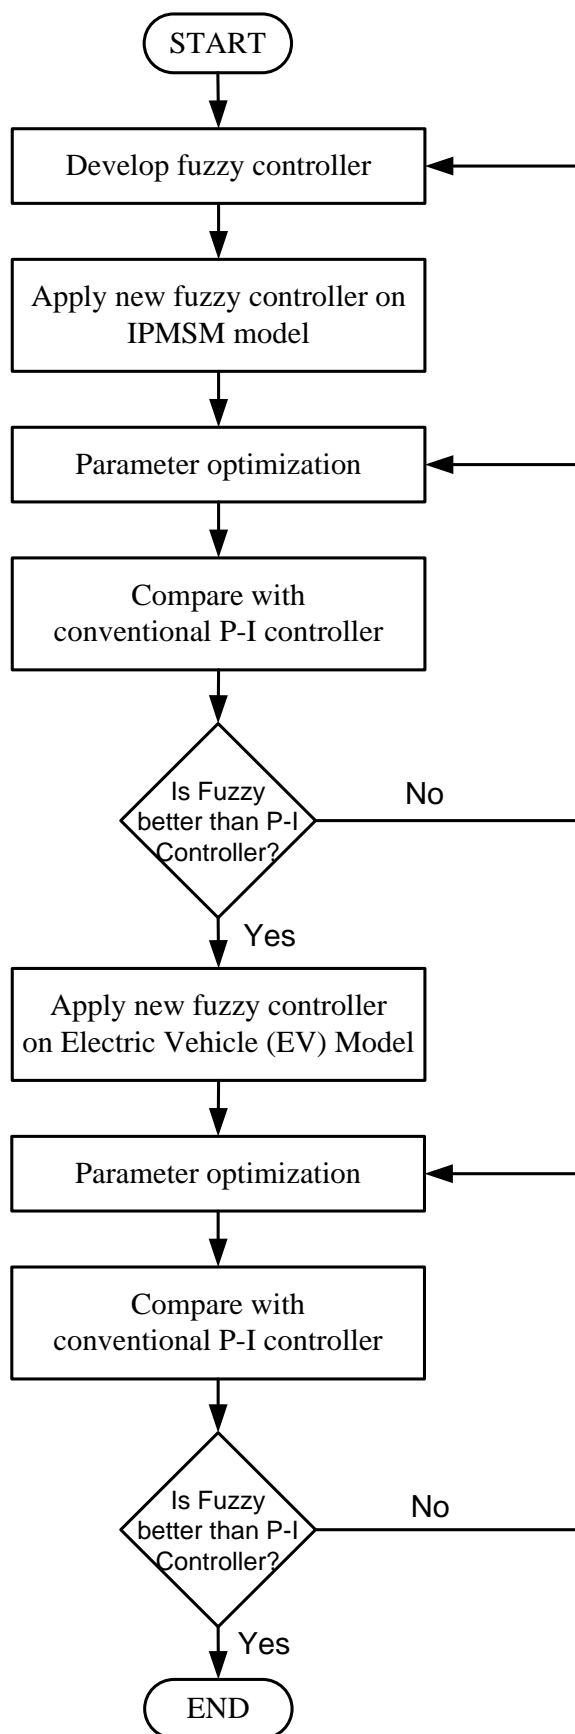 START
Develop fuzzy controller
Apply new fuzzy controller on
IPMSM model
Parameter optimization
Compare with
conventional P-I controller
Is Fuzzy
better than P-I
Controller?
No
Yes
Apply new fuzzy controller
on Electric Vehicle (EV) Model
Parameter optimization
Compare with
conventional P-I controller
Is Fuzzy
better than P-I
Controller?
No
Yes
END